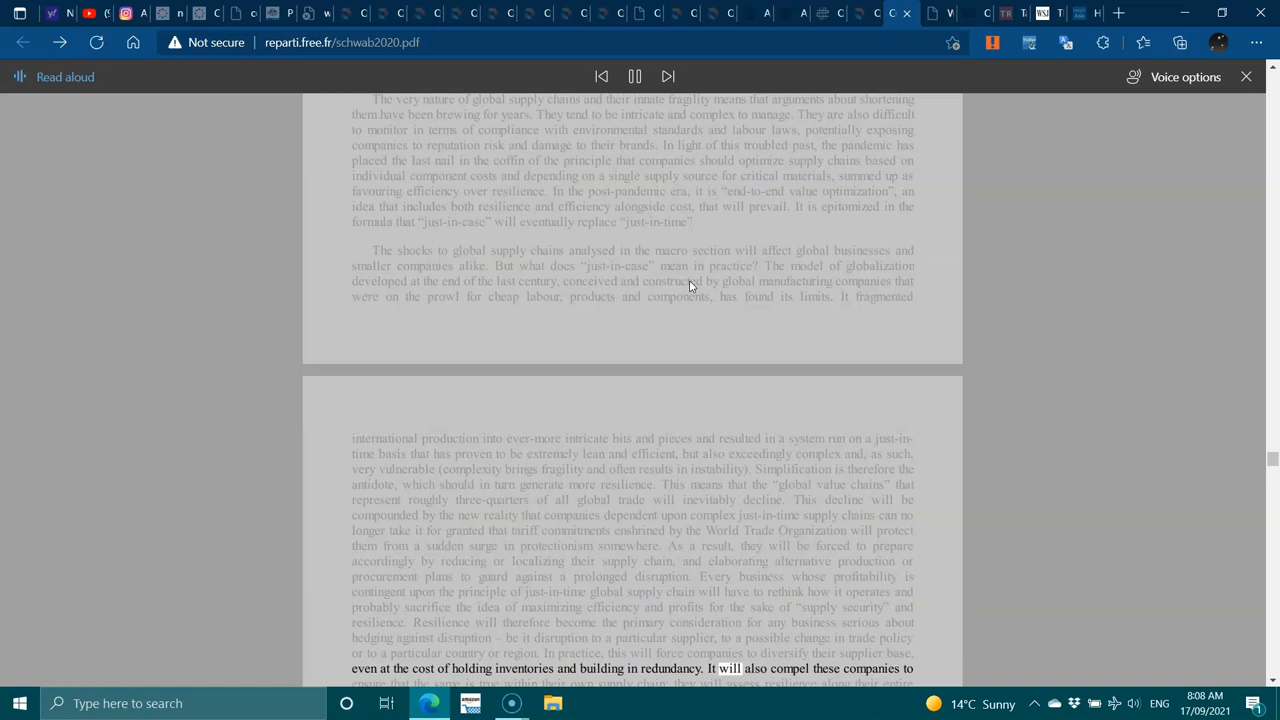 Not secure
reparti.free.fr/schwab2020.pdf
Read aloud
Voice options
The very nature of global supply chains and their innate fragility means that arguments about shortening
them have been brewing for years. They tend to be intricate and complex to manage. They are also difficult
to monitor in terms of compliance with environmental standards and labour laws, potentially exposing
companies to reputation risk and damage to their brands. In light of this troubled past, the pandemic has
placed the last nail in the coffin of the principle that companies should optimize supply chains based on
individual component costs and depending on a single supply source for critical materials, summed up as
favouring efficiency over resilience. In the post-pandemic era, it is “end-to-end value optimization”, an
idea that includes both resilience and efficiency alongside cost, that will prevail. It is epitomized in the
formula that “just-in-case” will eventually replace “just-in-time”.
The shocks to global supply chains analysed in the macro section will affect global businesses and
smaller companies alike. But what does “just-in-case” mean in practice? The model of globalization
developed at the end of the last century, conceived and constructed by global manufacturing companies that
were on the prowl for cheap labour, products and components, has found its limits. It fragmented
international production into ever-more intricate bits and pieces and resulted in a system run on a just-in-
time basis that has proven to be extremely lean and efficient, but also exceedingly complex and, as such,
very vulnerable (complexity brings fragility and often results in instability). Simplification is therefore the
antidote, which should in turn generate more resilience. This means that the “global value chains” that
represent roughly three-quarters of all global trade will inevitably decline. This decline will be
compounded by the new reality that companies dependent upon complex just-in-time supply chains can no
longer take it for granted that tariff commitments enshrined by the World Trade Organization will protect
them from a sudden surge in protectionism somewhere. As a result, they will be forced to prepare
accordingly by reducing or localizing their supply chain, and elaborating alternative production or
procurement plans to guard against a prolonged disruption. Every business whose profitability is
contingent upon the principle of just-in-time global supply chain will have to rethink how it operates and
probably sacrifice the idea of maximizing efficiency and profits for the sake of “supply security” and
resilience. Resilience will therefore become the primary consideration for any business serious about
hedging against disruption – be it disruption to a particular supplier, to a possible change in trade policy
or to a particular country or region. In practice, this will force companies to diversify their supplier base,
even at the cost of holding inventories and building in redundancy. It will also compel these companies to
ensure that the same is true within their own supply chain: they will assess resilience along their entire
Type here to search
amazon
14°C Sunny
ENG
8:08 AM
17/09/2021